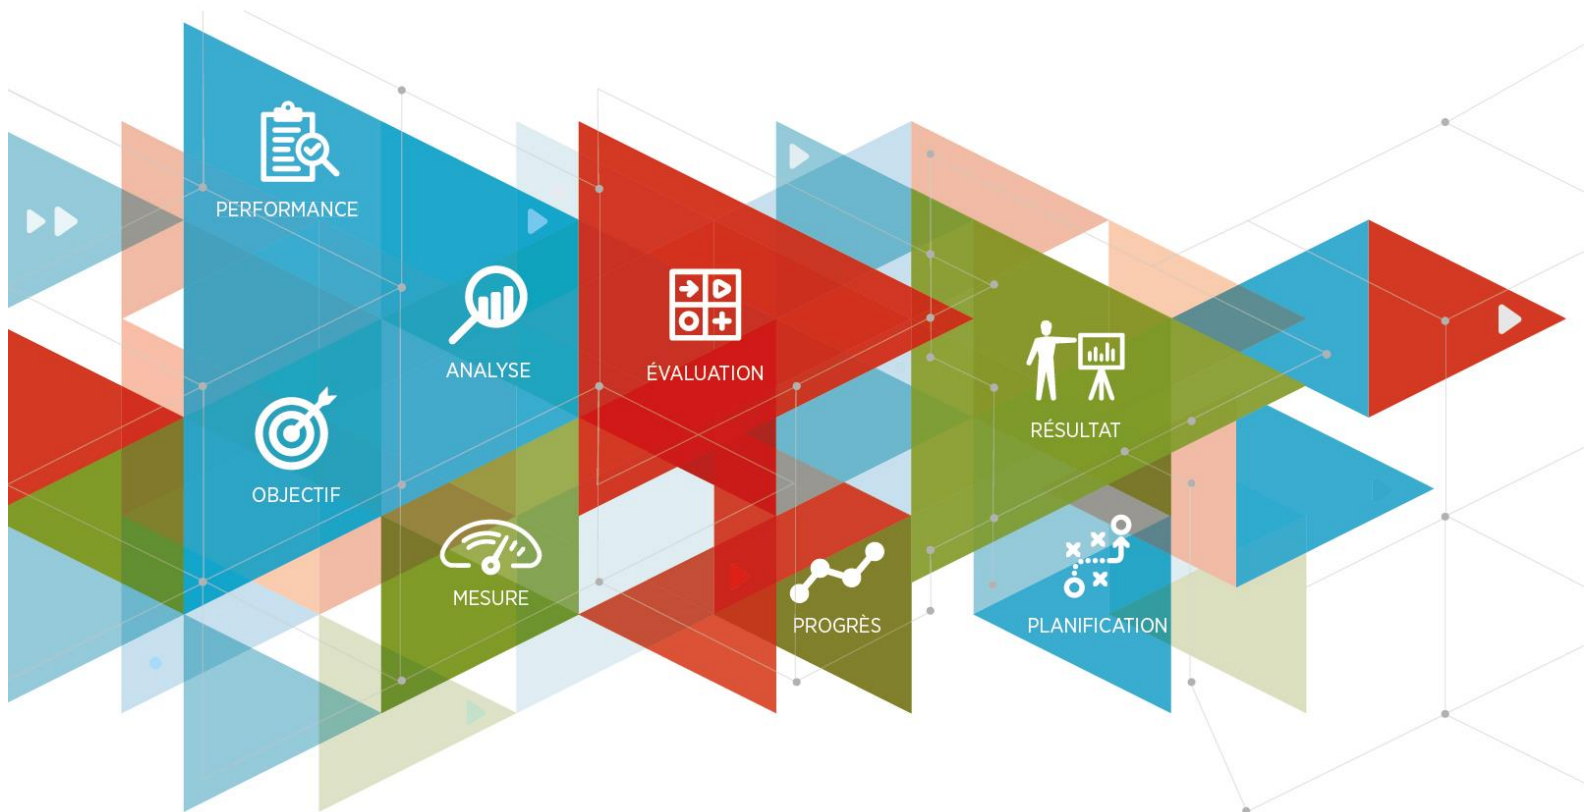 PERFORMANCE
ANALYSE
ÉVALUATION
OBJECTIF
RÉSULTAT
MESURE
PROGRÈS
PLANIFICATION